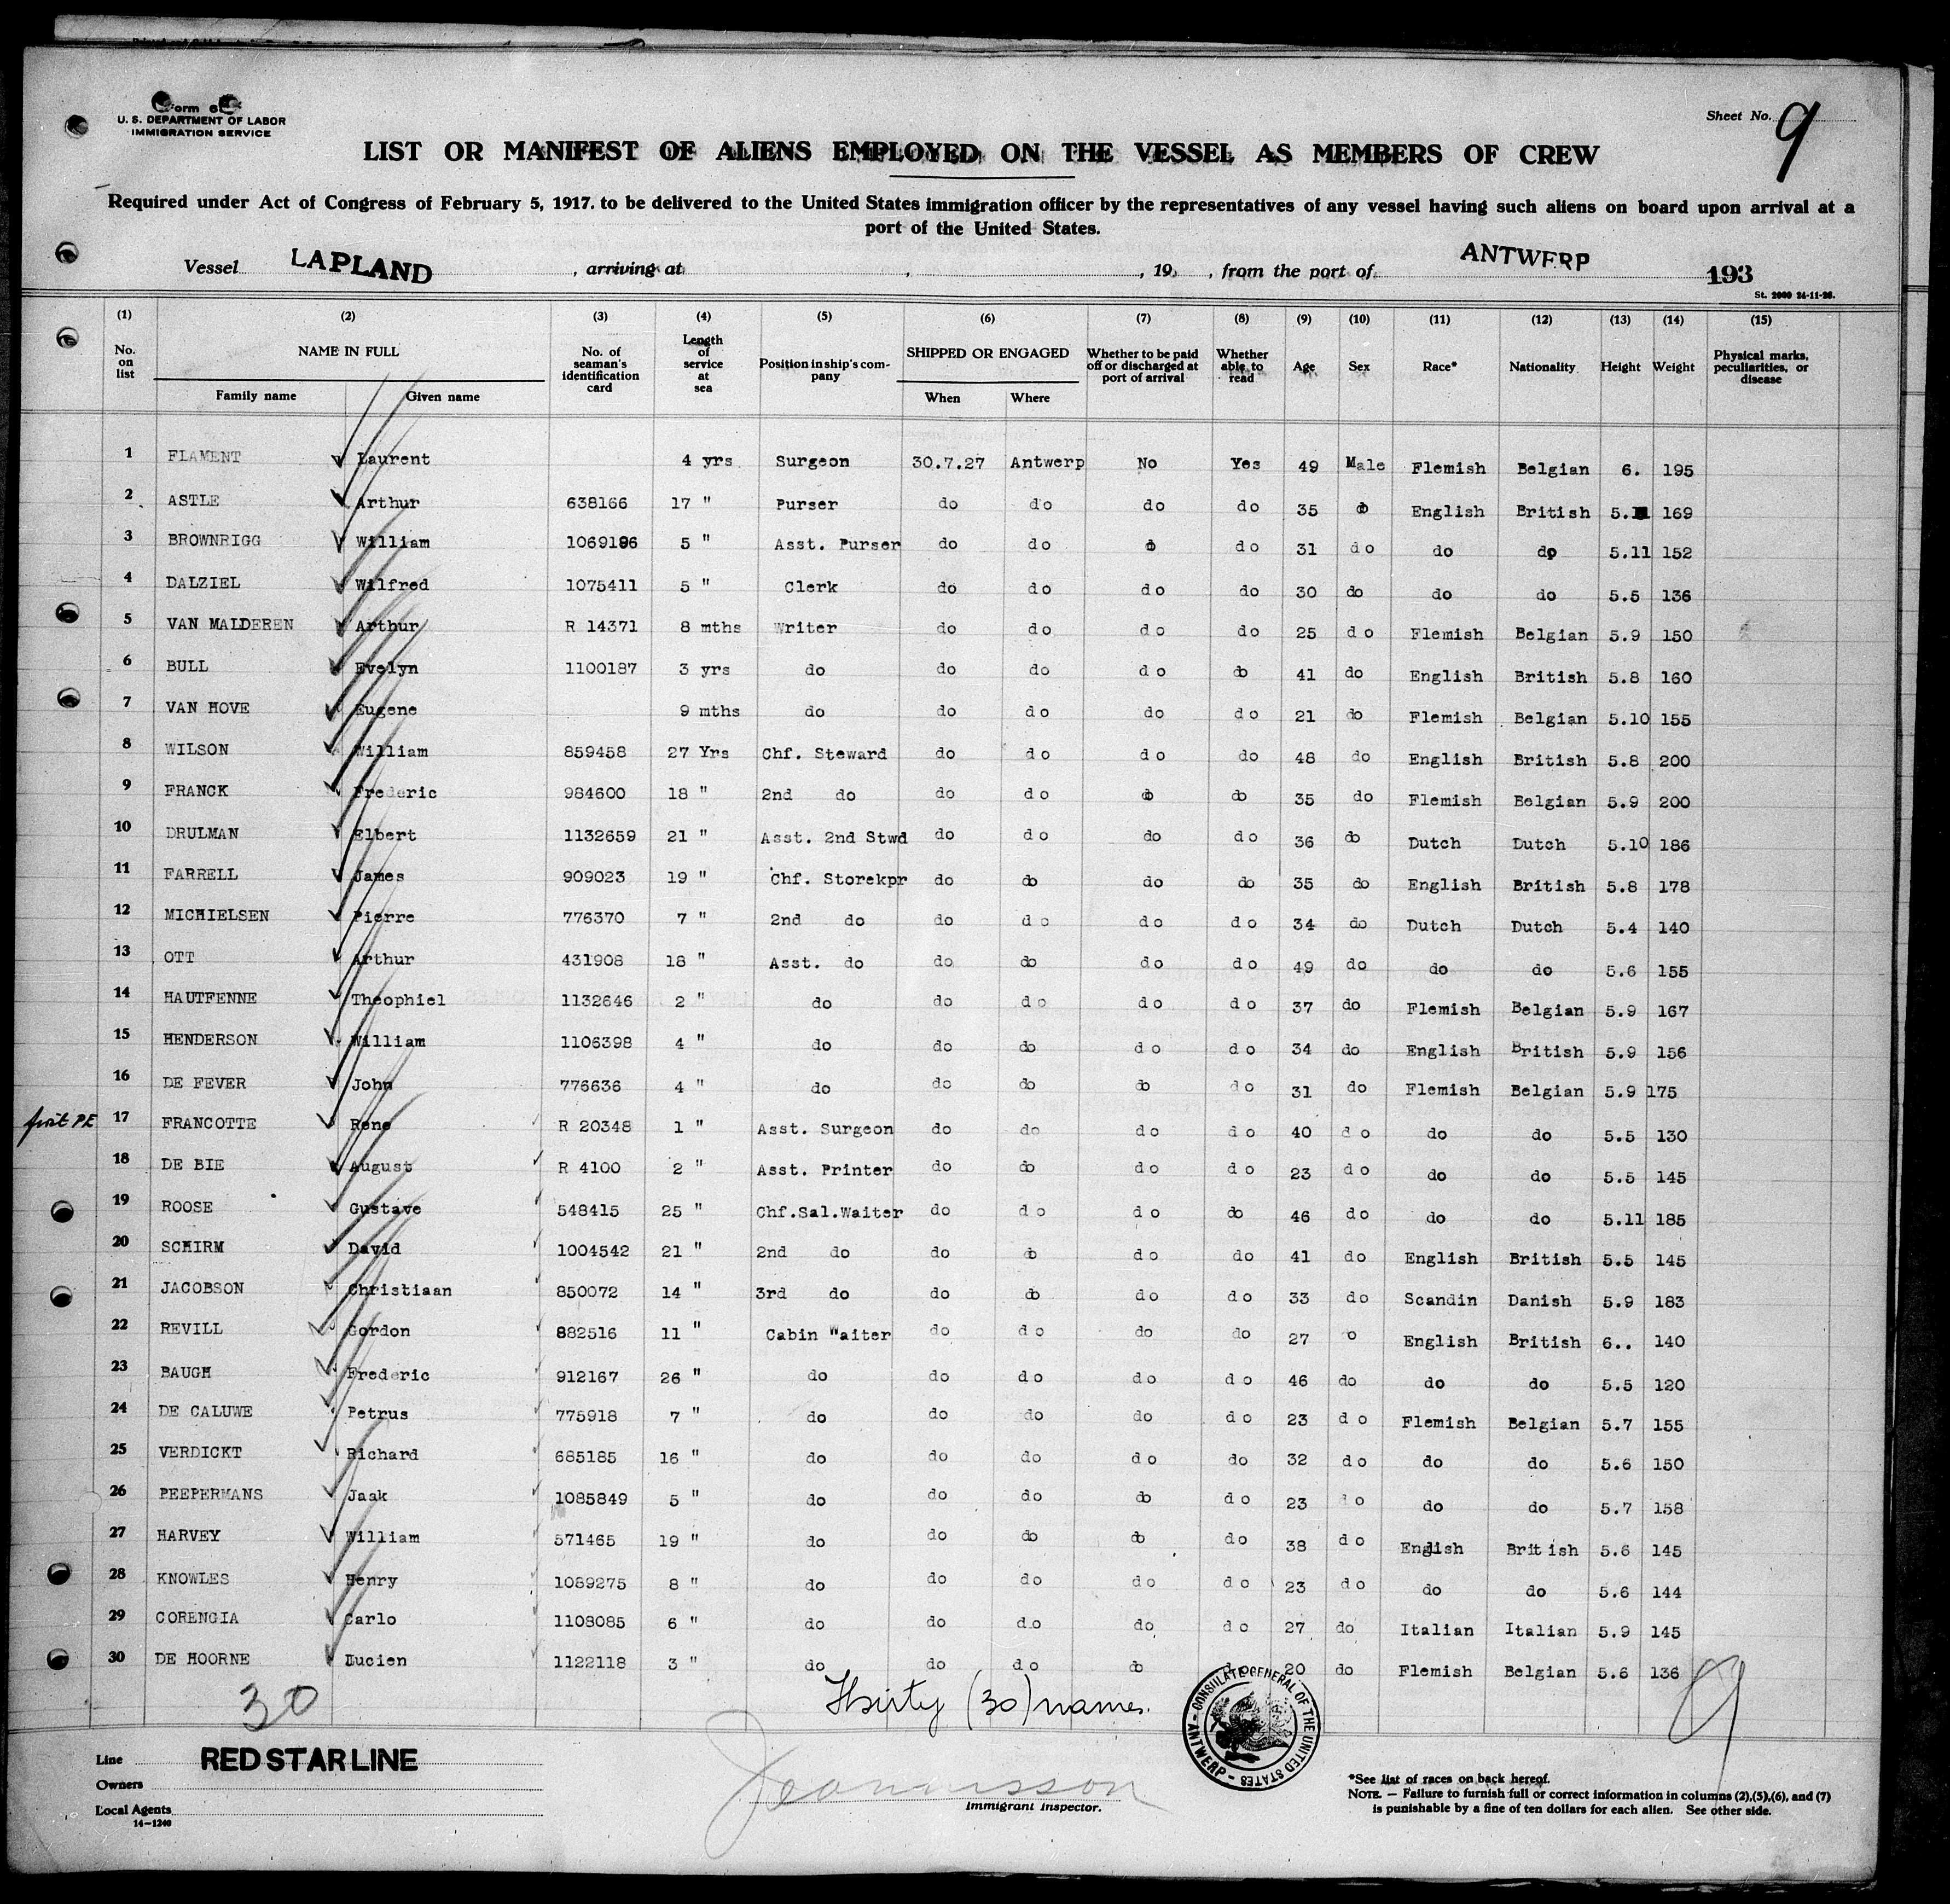 Form 6
U. S. DEPARTMENT OF LABOR
IMMIGRATION SERVICE
Sheet No. 9
LIST OR MANIFEST OF ALIENS EMPLOYED ON THE VESSEL AS MEMBERS OF CREW
Required under Act of Congress of February 5, 1917. to be delivered to the United States immigration officer by the representatives of any vessel having such aliens on board upon arrival at a
port of the United States.
Vessel LAPLAND , arriving at , , 19 , from the port of ANTWERP 193
St. 2000 24-11-26.
(1) (2) (3) (4) (5) (6) (7) (8) (9) (10) (11) (12) (13) (14) (15)
No. on list NAME IN FULL Family name Given name No. of seaman's identification card Length of service at sea Position in ship's company SHIPPED OR ENGAGED When Where Whether to be paid off or discharged at port of arrival Whether able to read Age Sex Race* Nationality Height Weight Physical marks, peculiarities, or disease
1 FLAMENT Laurent 4 yrs Surgeon 30.7.27 Antwerp No Yes 49 Male Flemish Belgian 6. 195
2 ASTLE Arthur 638166 17 " Purser do do do do 35 do English British 5. 169
3 BROWNRIGG William 1069196 5 " Asst. Purser do do do do 31 do do do 5.11 152
4 DALZIEL Wilfred 1075411 5 " Clerk do do do do 30 do do do 5.5 136
5 VAN MALDEREN Arthur R 14371 8 mths Writer do do do do 25 do Flemish Belgian 5.9 150
6 BULL Evelyn 1100187 3 yrs do do do do do 41 do English British 5.8 160
7 VAN HOVE Eugene 9 mths do do do do do 21 do Flemish Belgian 5.10 155
8 WILSON William 859458 27 Yrs Chf. Steward do do do do 48 do English British 5.8 200
9 FRANCK Frederic 984600 18 " 2nd do do do do do 35 do Flemish Belgian 5.9 200
10 DRULMAN Elbert 1132659 21 " Asst. 2nd Stwd do do do do 36 do Dutch Dutch 5.10 186
11 FARRELL James 909023 19 " Chf. Storekpr do do do do 35 do English British 5.8 178
12 MICHIELSEN Pierre 776370 7 " 2nd do do do do do 34 do Dutch Dutch 5.4 140
13 OTT Arthur 431908 18 " Asst. do do do do do 49 do do do 5.6 155
14 HAUTFENNE Theophiel 1132646 2 " do do do do do 37 do Flemish Belgian 5.9 167
15 HENDERSON William 1106398 4 " do do do do do 34 do English British 5.9 156
16 DE FEVER John 776636 4 " do do do do do 31 do Flemish Belgian 5.9 175
17 FRANCOTTE Rene R 20348 1 " Asst. Surgeon do do do do 40 do do do 5.5 130
18 DE BIE August R 4100 2 " Asst. Printer do do do do 23 do do do 5.5 145
19 ROOSE Gustave 548415 25 " Chf.Sal.Waiter do do do do 46 do do do 5.11 185
20 SCHIRM David 1004542 21 " 2nd do do do do do 41 do English British 5.5 145
21 JACOBSON Christiaan 850072 14 " 3rd do do do do do 33 do Scandin Danish 5.9 183
22 REVILL Gordon 882516 11 " Cabin Waiter do do do do 27 o English British 6.. 140
23 BAUGH Frederic 912167 26 " do do do do do 46 do do do 5.5 120
24 DE CALUWE Petrus 775918 7 " do do do do do 23 do Flemish Belgian 5.7 155
25 VERDICKT Richard 685185 16 " do do do do do 32 do do do 5.6 150
26 PEEPERMANS Jaak 1085849 5 " do do do do do 23 do do do 5.7 158
27 HARVEY William 571465 19 " do do do do do 38 do English British 5.6 145
28 KNOWLES Henry 1089275 8 " do do do do do 23 do do do 5.6 144
29 CORENGIA Carlo 1108085 6 " do do do do do 27 do Italian Italian 5.9 145
30 DE HOORNE Lucien 1122118 3 " do do do do 20 do Flemish Belgian 5.6 136
30
Thirty (30) names.
CONSULATE GENERAL OF THE UNITED STATES - ANTWERP -
Line RED STAR LINE
Owners
Local Agents
14-1240
Immigrant Inspector.
*See list of races on back hereof.
NOTE. — Failure to furnish full or correct information in columns (2),(5),(6), and (7)
is punishable by a fine of ten dollars for each alien. See other side.